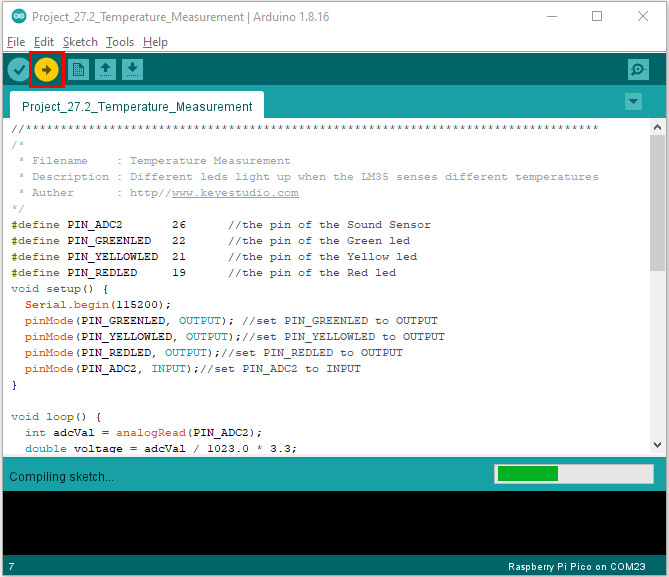 Project_27.2_Temperature_Measurement | Arduino 1.8.16
File Edit Sketch Tools Help
Project_27.2_Temperature_Measurement
//**********************************************************************************
/*
 * Filename    : Temperature Measurement
 * Description : Different leds light up when the LM35 senses different temperatures
 * Auther      : http//www.keyestudio.com
*/
#define PIN_ADC2       26      //the pin of the Sound Sensor
#define PIN_GREENLED   22      //the pin of the Green led
#define PIN_YELLOWLED  21      //the pin of the Yellow led
#define PIN_REDLED     19      //the pin of the Red led
void setup() {
  Serial.begin(115200);
  pinMode(PIN_GREENLED, OUTPUT); //set PIN_GREENLED to OUTPUT
  pinMode(PIN_YELLOWLED, OUTPUT);//set PIN_YELLOWLED to OUTPUT
  pinMode(PIN_REDLED, OUTPUT);//set PIN_REDLED to OUTPUT
  pinMode(PIN_ADC2, INPUT);//set PIN_ADC2 to INPUT
}
void loop() {
  int adcVal = analogRead(PIN_ADC2);
  double voltage = adcVal / 1023.0 * 3.3;
Compiling sketch...
7 Raspberry Pi Pico on COM23